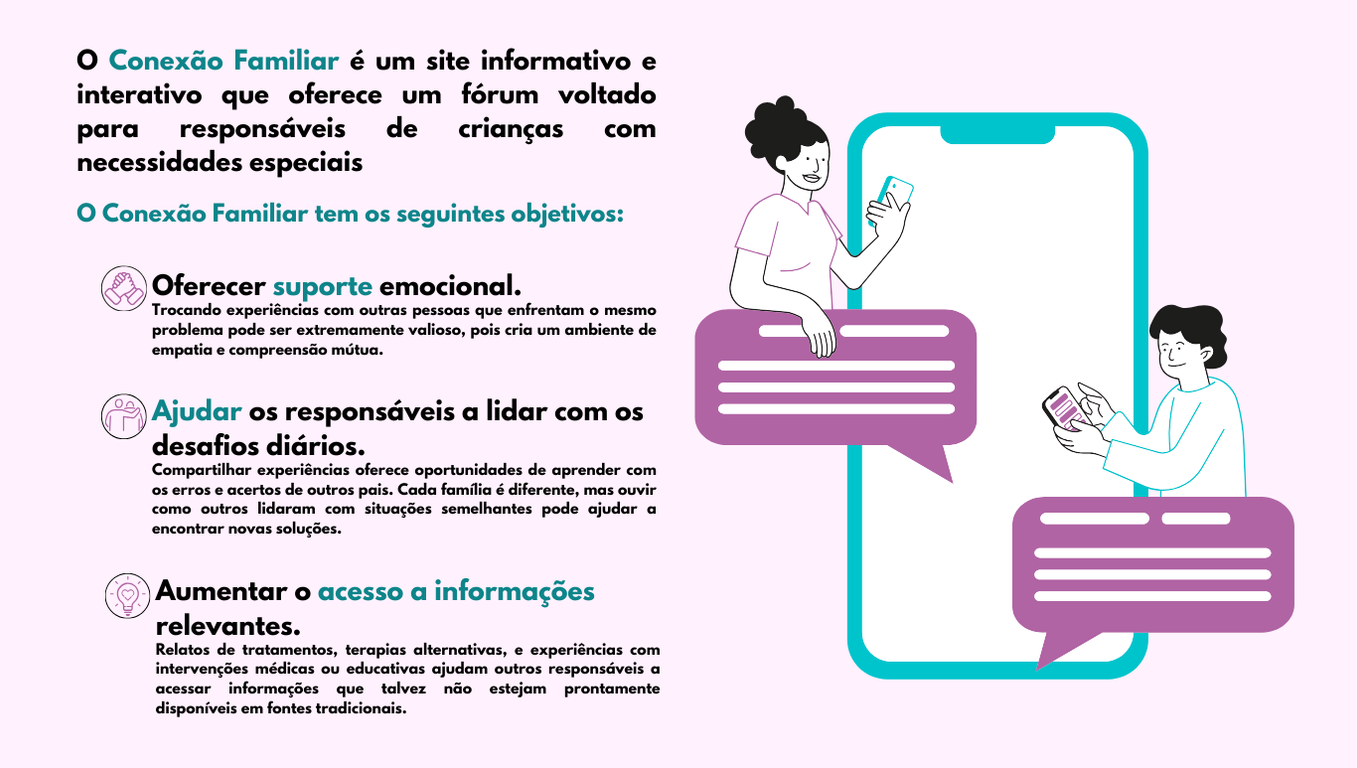 O Conexão Familiar é um site informativo e
interativo que oferece um fórum voltado
para responsáveis de crianças com
necessidades especiais
O Conexão Familiar tem os seguintes objetivos:
Oferecer suporte emocional.
Trocando experiências com outras pessoas que enfrentam o mesmo
problema pode ser extremamente valioso, pois cria um ambiente de
empatia e compreensão mútua.
Ajudar os responsáveis a lidar com os
desafios diários.
Compartilhar experiências oferece oportunidades de aprender com
os erros e acertos de outros pais. Cada família é diferente, mas ouvir
como outros lidaram com situações semelhantes pode ajudar a
encontrar novas soluções.
Aumentar o acesso a informações
relevantes.
Relatos de tratamentos, terapias alternativas, e experiências com
intervenções médicas ou educativas ajudam outros responsáveis a
acessar informações que talvez não estejam prontamente
disponíveis em fontes tradicionais.